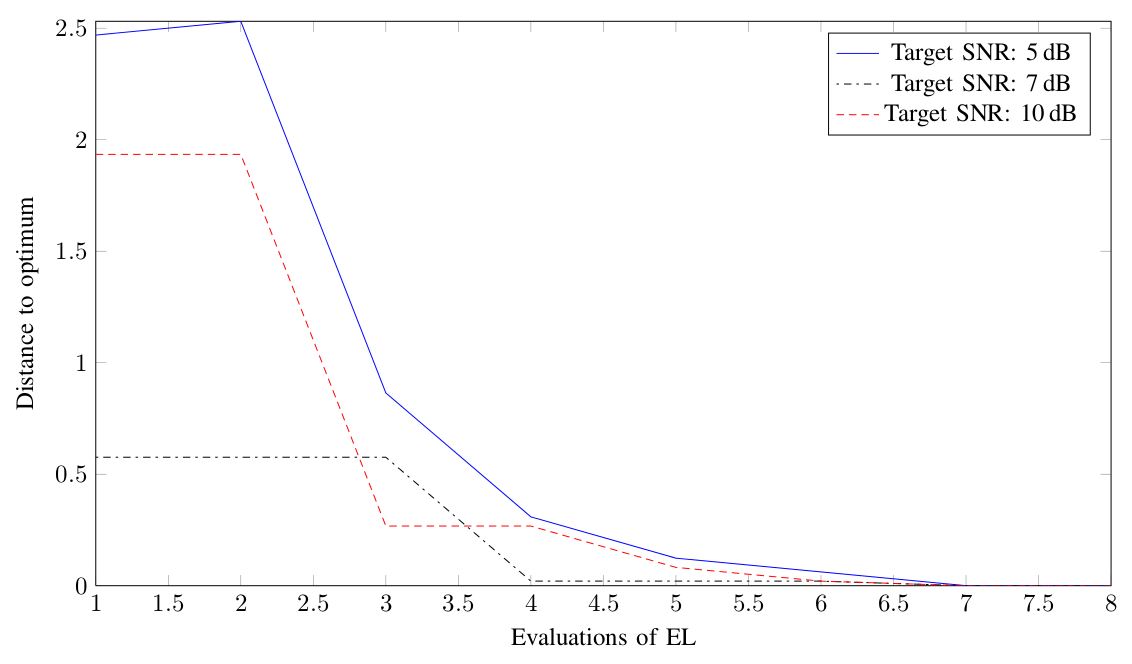 2.5
2
1.5
1
0.5
0
1 1.5 2 2.5 3 3.5 4 4.5 5 5.5 6 6.5 7 7.5 8
Evaluations of EL
Distance to optimum
Target SNR: 5 dB
Target SNR: 7 dB
Target SNR: 10 dB